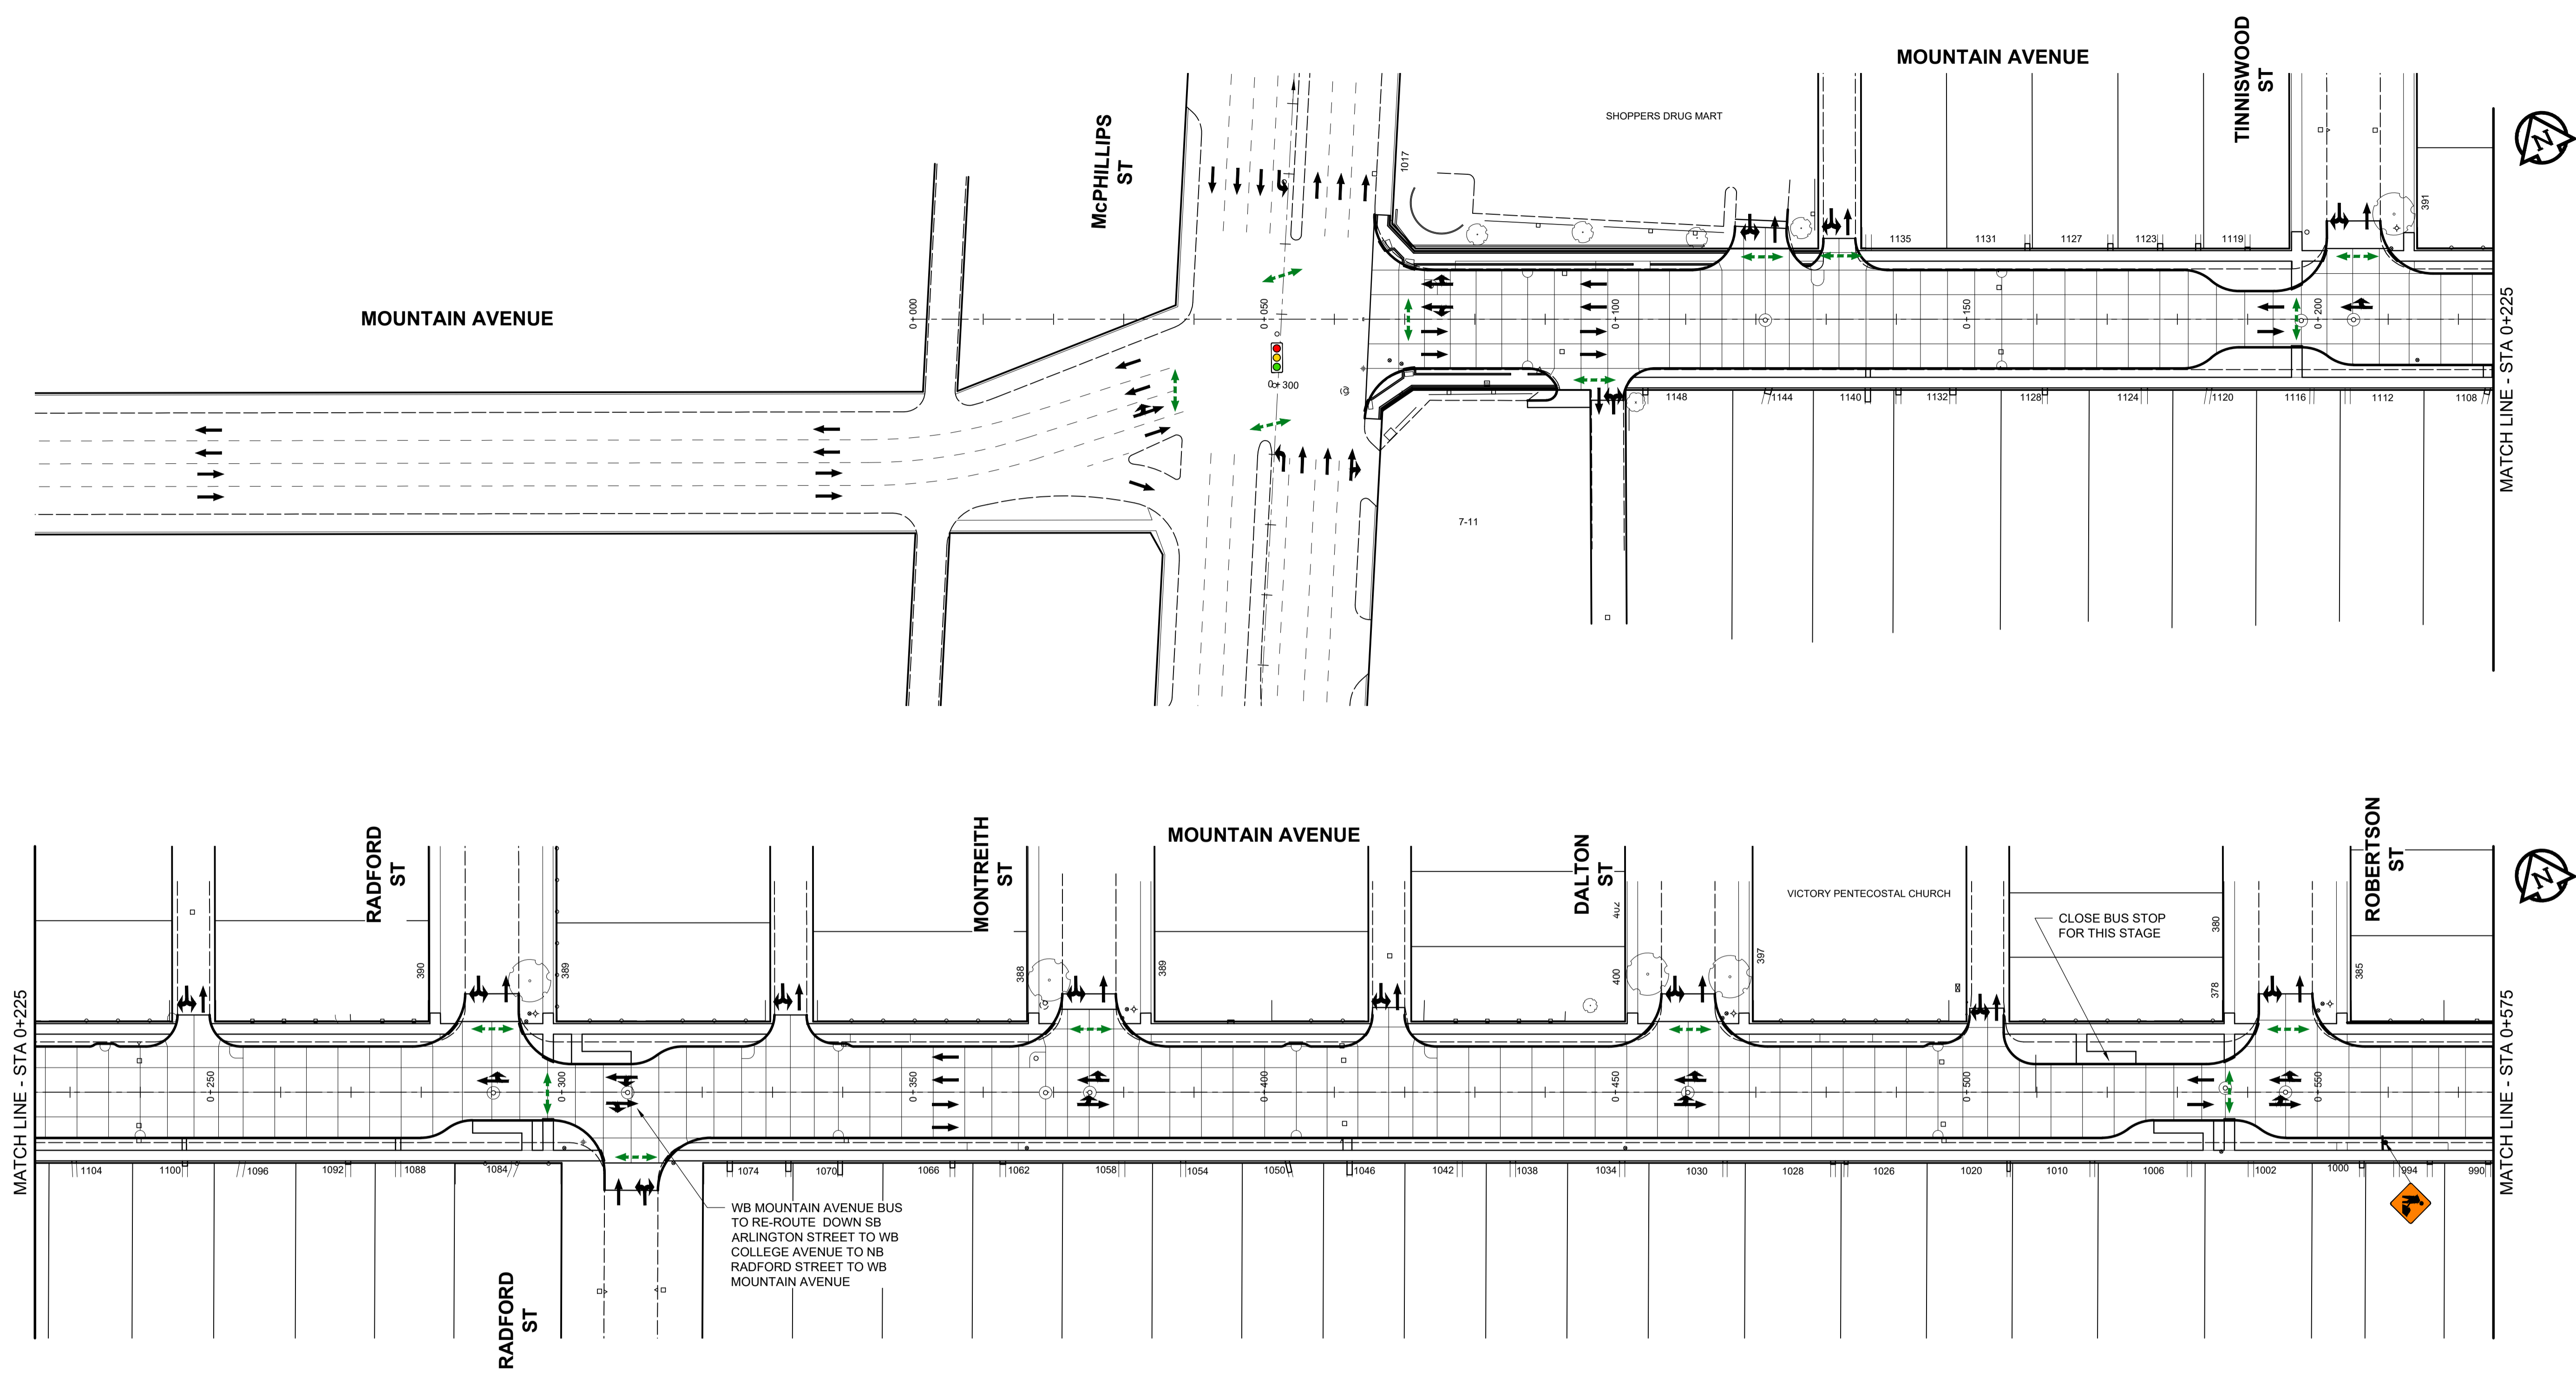 MOUNTAIN AVENUE
TINNISWOOD
ST
McPHILLIPS
ST
SHOPPERS DRUG MART
1017
391
N
1135
1131
1127
1123
1119
MOUNTAIN AVENUE
0+000
0+050
0+100
0+150
0+200
0+300
MATCH LINE - STA 0+225
1148
1144
1140
1132
1128
1124
1120
1116
1112
1108
7-11
RADFORD
ST
MONTREITH
ST
MOUNTAIN AVENUE
DALTON
ST
ROBERTSON
ST
N
VICTORY PENTECOSTAL CHURCH
CLOSE BUS STOP
FOR THIS STAGE
390
389
388
389
402
400
397
380
378
385
MATCH LINE - STA 0+225
0+250
0+300
0+350
0+400
0+450
0+500
0+550
MATCH LINE - STA 0+575
1104
1100
1096
1092
1088
1084
1074
1070
1066
1062
1058
1054
1050
1046
1042
1038
1034
1030
1028
1026
1020
1010
1006
1002
1000
994
990
WB MOUNTAIN AVENUE BUS
TO RE-ROUTE DOWN SB
ARLINGTON STREET TO WB
COLLEGE AVENUE TO NB
RADFORD STREET TO WB
MOUNTAIN AVENUE
RADFORD
ST